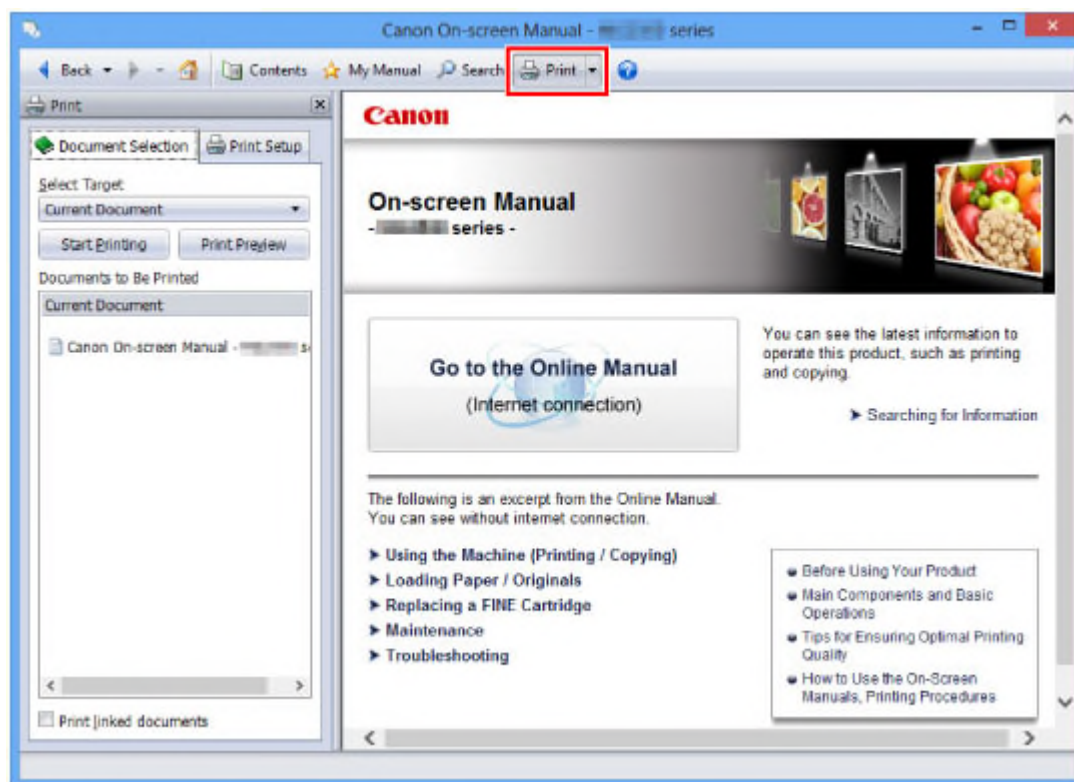 Canon On-screen Manual - series
Back Contents My Manual Search Print
Print
Document Selection Print Setup
Select Target
Current Document
Start Printing Print Preview
Documents to Be Printed
Current Document
Canon On-screen Manual - s
Print linked documents
Canon
On-screen Manual
- series -
Go to the Online Manual
(Internet connection)
You can see the latest information to
operate this product, such as printing
and copying.
Searching for Information
The following is an excerpt from the Online Manual.
You can see without internet connection.
Using the Machine (Printing / Copying)
Loading Paper / Originals
Replacing a FINE Cartridge
Maintenance
Troubleshooting
Before Using Your Product
Main Components and Basic
Operations
Tips for Ensuring Optimal Printing
Quality
How to Use the On-Screen
Manuals, Printing Procedures